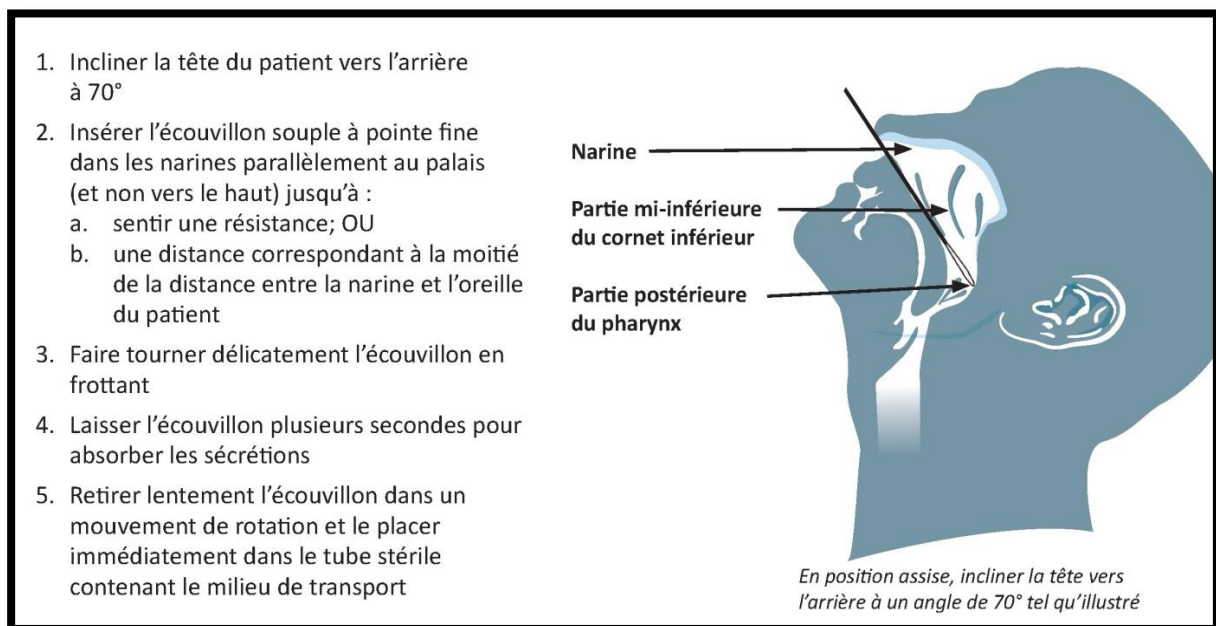 1. Incliner la tête du patient vers l’arrière
à 70°
2. Insérer l’écouvillon souple à pointe fine
dans les narines parallèlement au palais
(et non vers le haut) jusqu’à :
a. sentir une résistance; OU
b. une distance correspondant à la moitié
de la distance entre la narine et l’oreille
du patient
3. Faire tourner délicatement l’écouvillon en
frottant
4. Laisser l’écouvillon plusieurs secondes pour
absorber les sécrétions
5. Retirer lentement l’écouvillon dans un
mouvement de rotation et le placer
immédiatement dans le tube stérile
contenant le milieu de transport
Narine
Partie mi-inférieure
du cornet inférieur
Partie postérieure
du pharynx
En position assise, incliner la tête vers
l’arrière à un angle de 70° tel qu’illustré